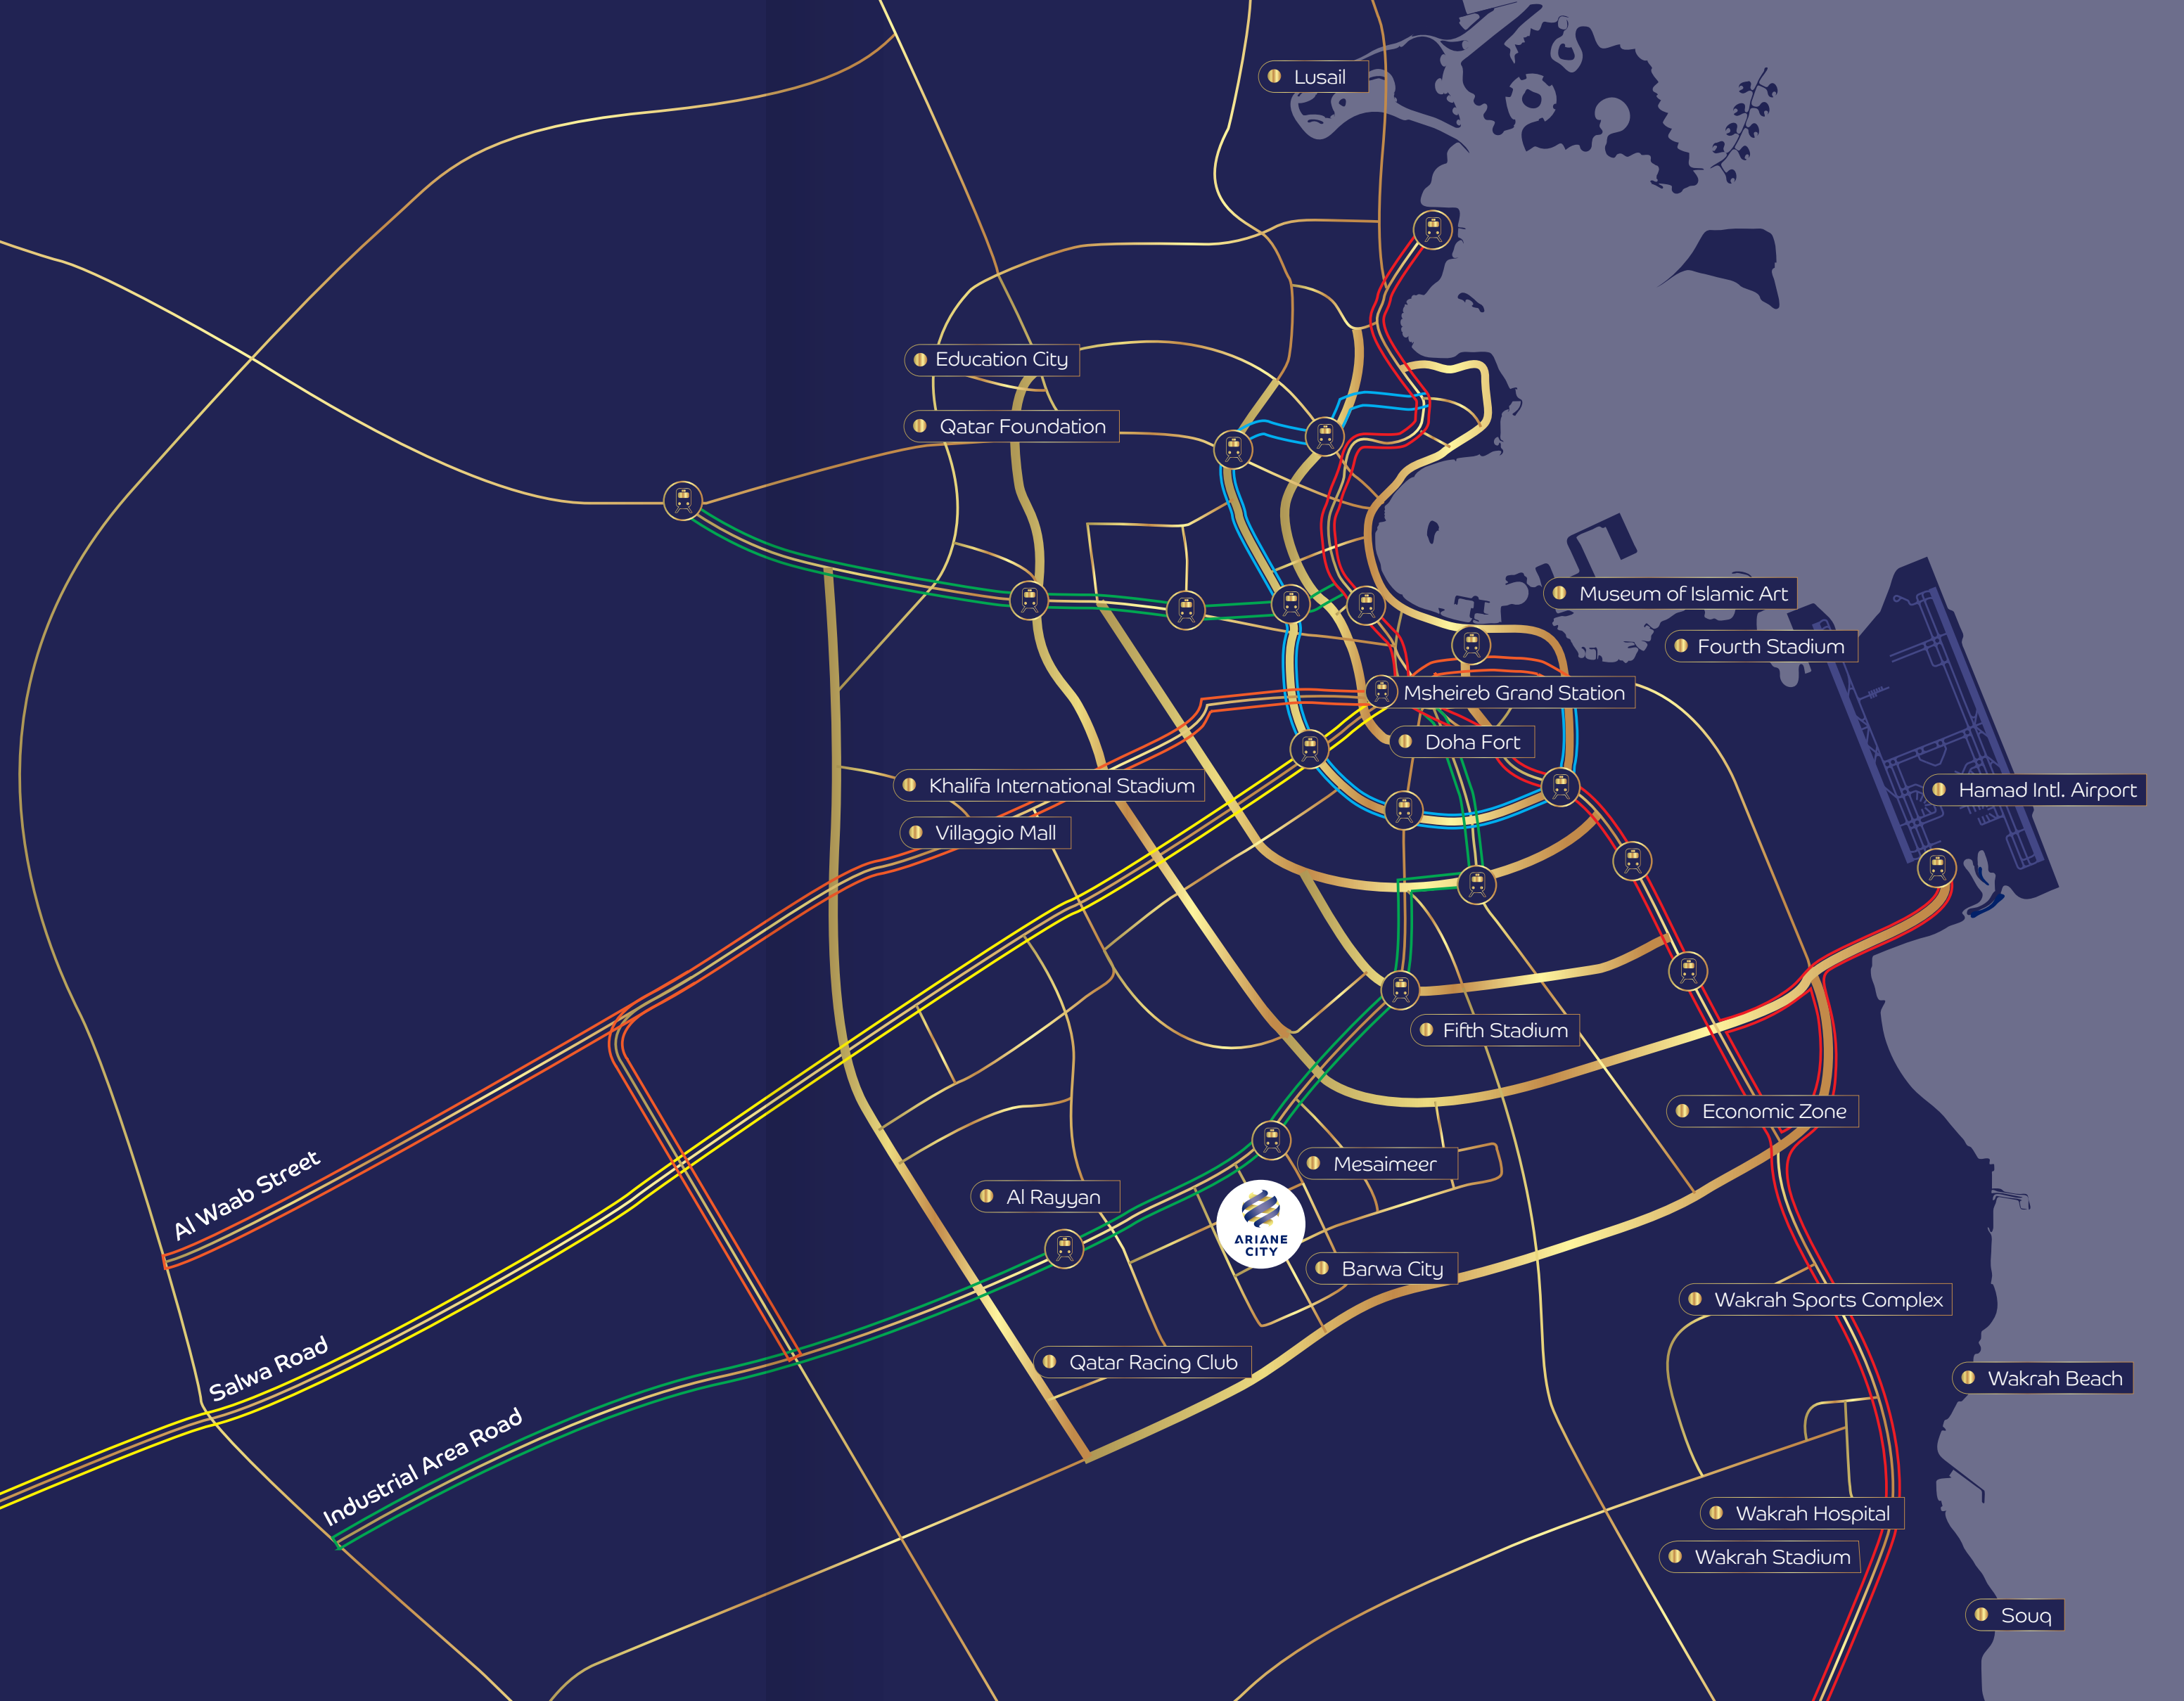 Lusail
Education City
Qatar Foundation
Museum of Islamic Art
Fourth Stadium
Msheireb Grand Station
Doha Fort
Khalifa International Stadium
Hamad Intl. Airport
Villaggio Mall
Fifth Stadium
Economic Zone
Mesaimeer
Al Waab Street
Al Rayyan
ARIANE
CITY
Barwa City
Wakrah Sports Complex
Salwa Road
Qatar Racing Club
Wakrah Beach
Industrial Area Road
Wakrah Hospital
Wakrah Stadium
Souq